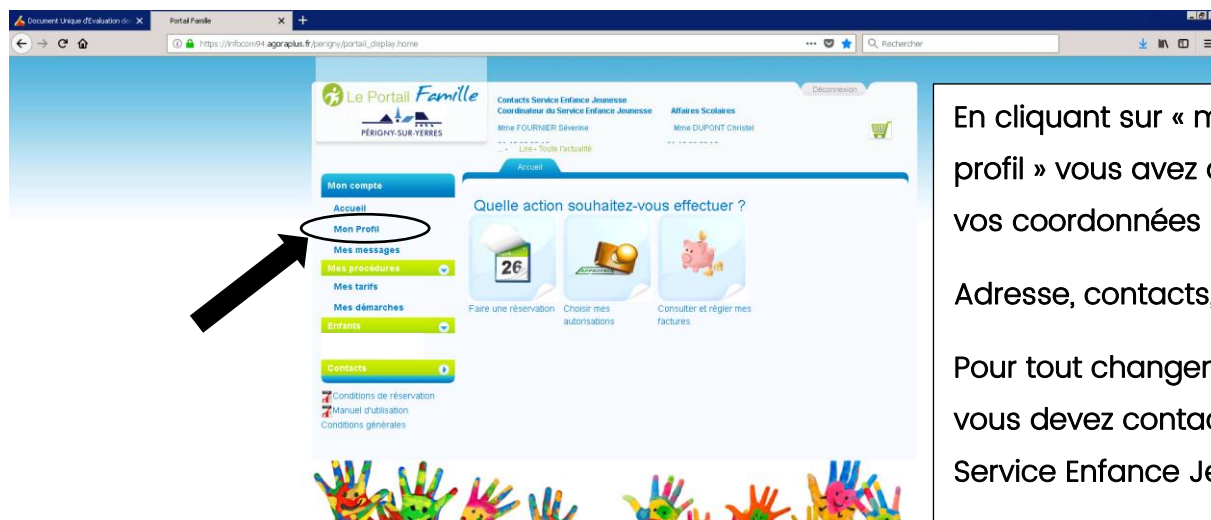 Document Unique d'Evaluation de
Portail Famille
https://infocom94.agoraplus.fr/perigny/portail_display.home
Rechercher
Le Portail Famille
PÉRIGNY-SUR-YERRES
Contacts Service Enfance Jeunesse
Coordinateur du Service Enfance Jeunesse
Affaires Scolaires
Mme FOURNIER Séverine
Mme DUPONT Christel
... - Lire - Toute l'actualité
Déconnexion
Accueil
Mon compte
Accueil
Mon Profil
Mes messages
Mes procédures
Mes tarifs
Mes démarches
Enfants
Contacts
Conditions de réservation
Manuel d'utilisation
Conditions générales
Quelle action souhaitez-vous effectuer ?
26
APPROUVÉ
Faire une réservation
Choisir mes
autorisations
Consulter et régler mes
factures
En cliquant sur « m
profil » vous avez
vos coordonnées
Adresse, contacts,
Pour tout changer
vous devez conta
Service Enfance Je